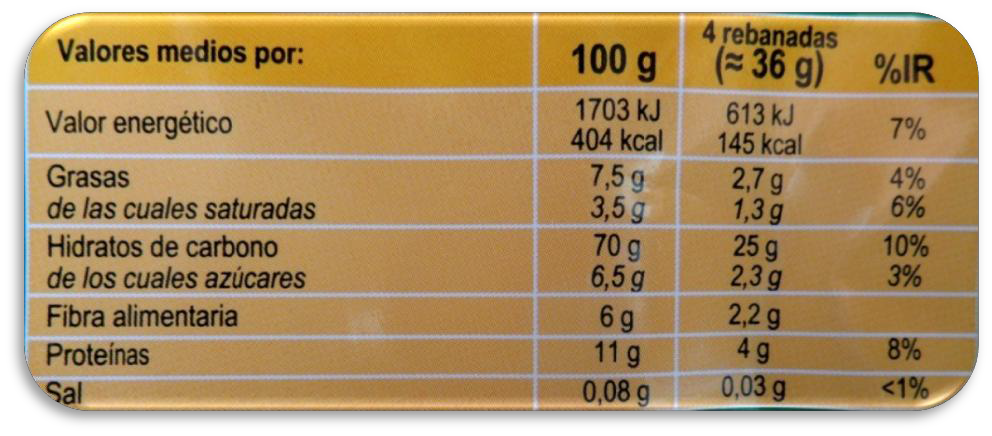 Valores medios por: 100 g 4 rebanadas (≈ 36 g) %IR
Valor energético 1703 kJ 404 kcal 613 kJ 145 kcal 7%
Grasas 7,5 g 2,7 g 4%
de las cuales saturadas 3,5 g 1,3 g 6%
Hidratos de carbono 70 g 25 g 10%
de los cuales azúcares 6,5 g 2,3 g 3%
Fibra alimentaria 6 g 2,2 g
Proteínas 11 g 4 g 8%
Sal 0,08 g 0,03 g <1%